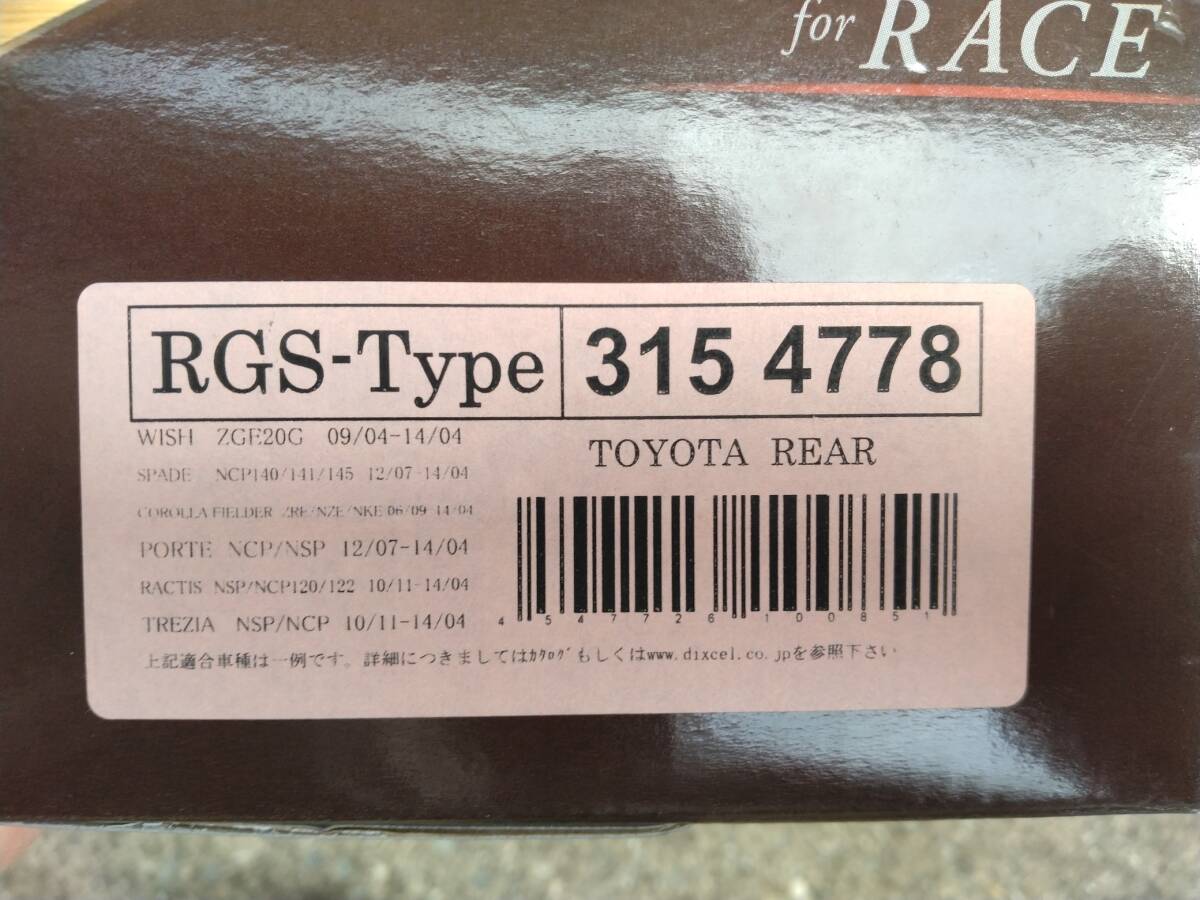 for RACE
RGS-Type 315 4778
WISH ZGE20G 09/04-14/04
TOYOTA REAR
SPADE NCP140/141/145 12/07-14/04
COROLLA FIELDER ZRE/NZE/NKE 06/09-14/04
PORTE NCP/NSP 12/07-14/04
RACTIS NSP/NCP120/122 10/11-14/04
TREZIA NSP/NCP 10/11-14/04
4547726100851
上記適合車種は一例です。詳細につきましてはｶﾀﾛｸﾞもしくはwww.dixcel.co.jpを参照下さい